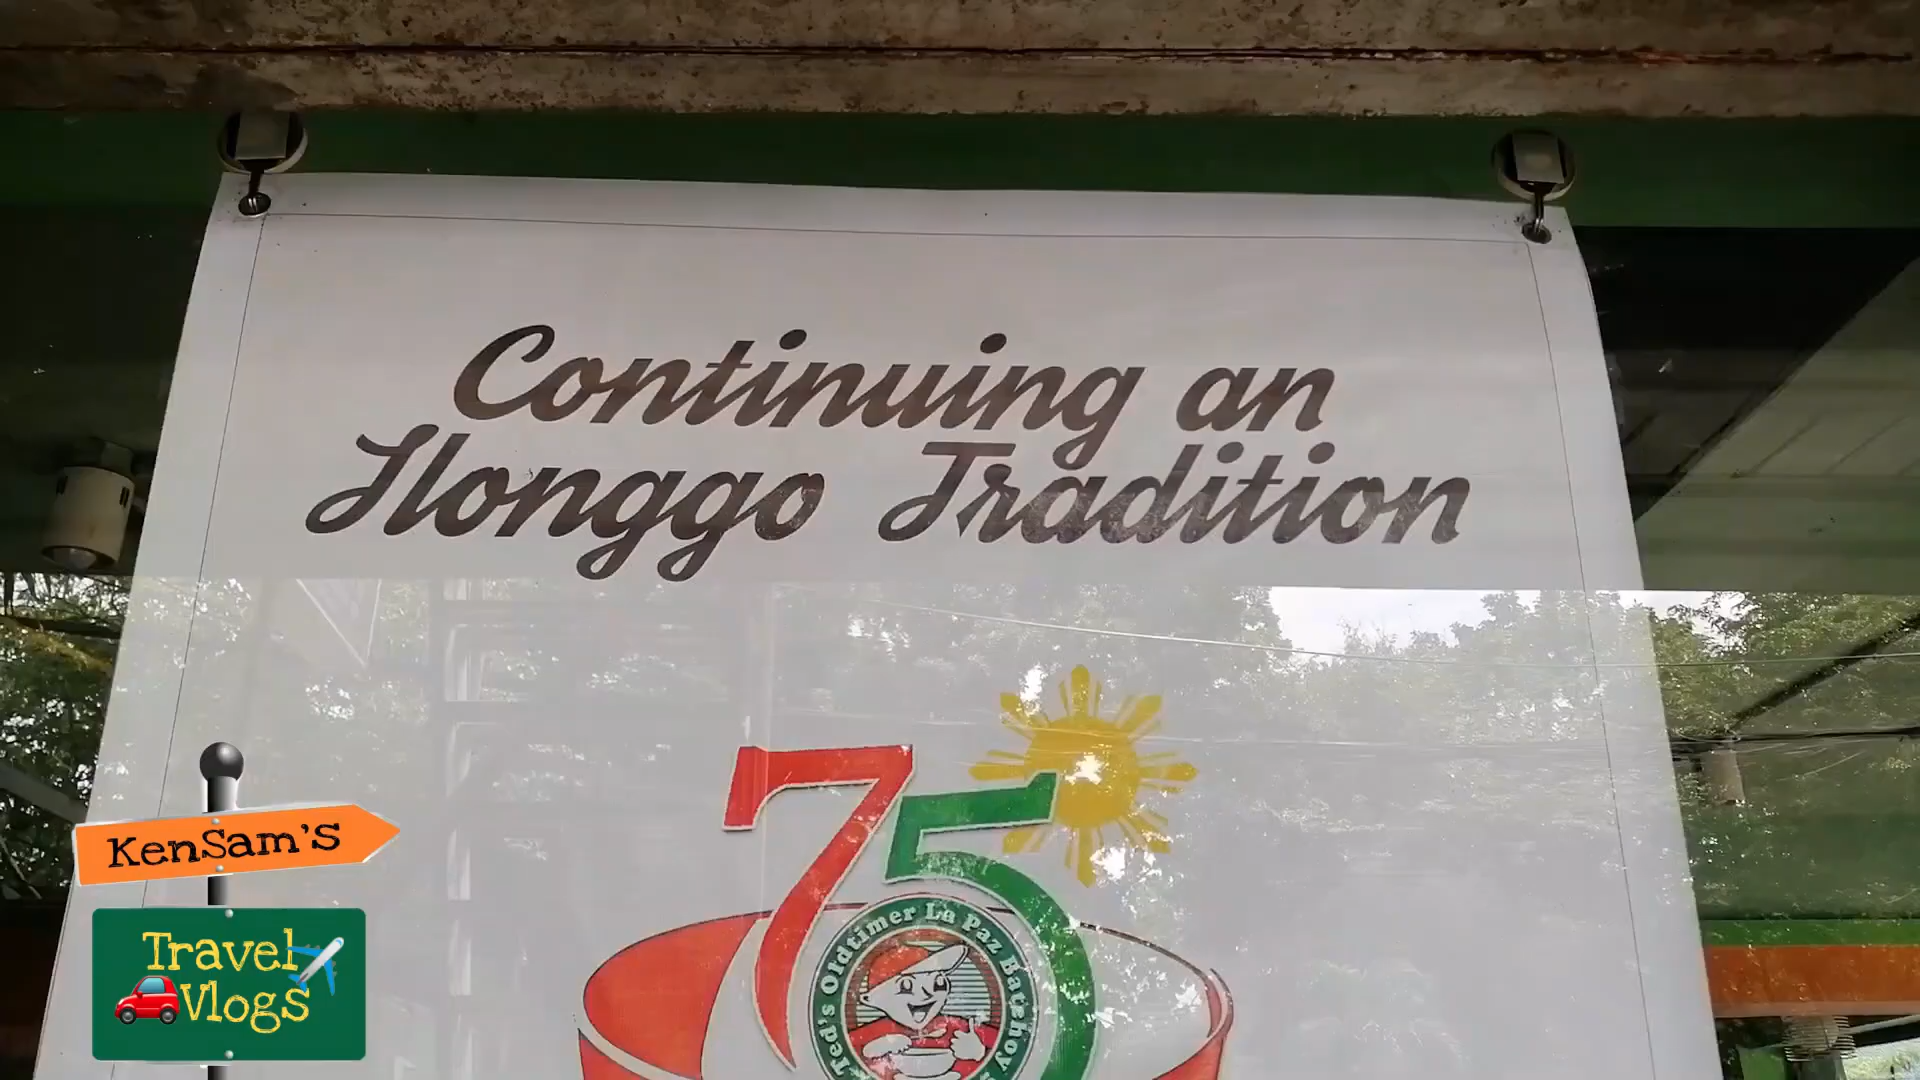 Continuing an
Ilonggo Tradition
75
Ted's Oldtimer La Paz Batchoy
KenSam's
Travel
Vlogs